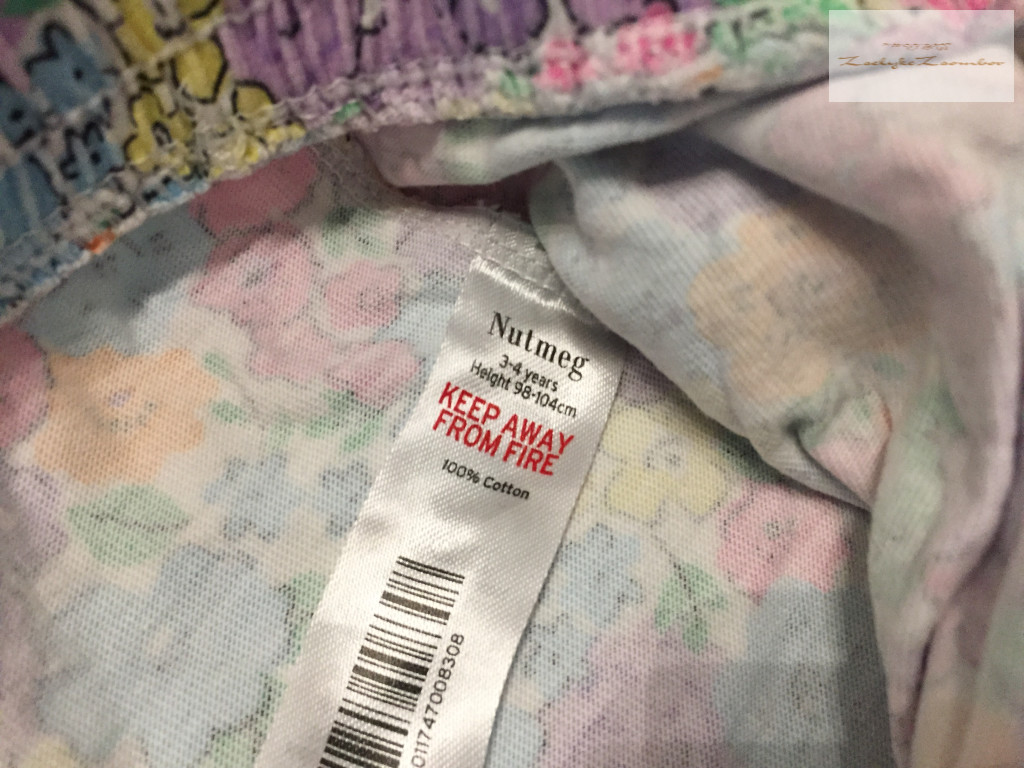 Nutmeg
3-4 years
Height 98-104cm
KEEP AWAY
FROM FIRE
100% Cotton
011747008308